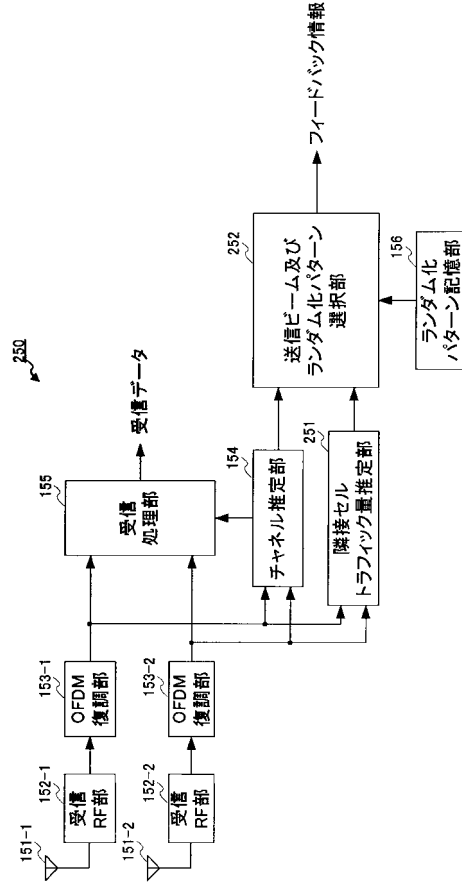 250
151-1
152-1
受信
RF部
153-1
OFDM
復調部
155
受信
処理部
受信データ
151-2
152-2
受信
RF部
153-2
OFDM
復調部
154
チャネル推定部
251
隣接セル
トラフィック量推定部
252
送信ビーム及び
ランダム化パターン
選択部
フィードバック情報
156
ランダム化
パターン記憶部